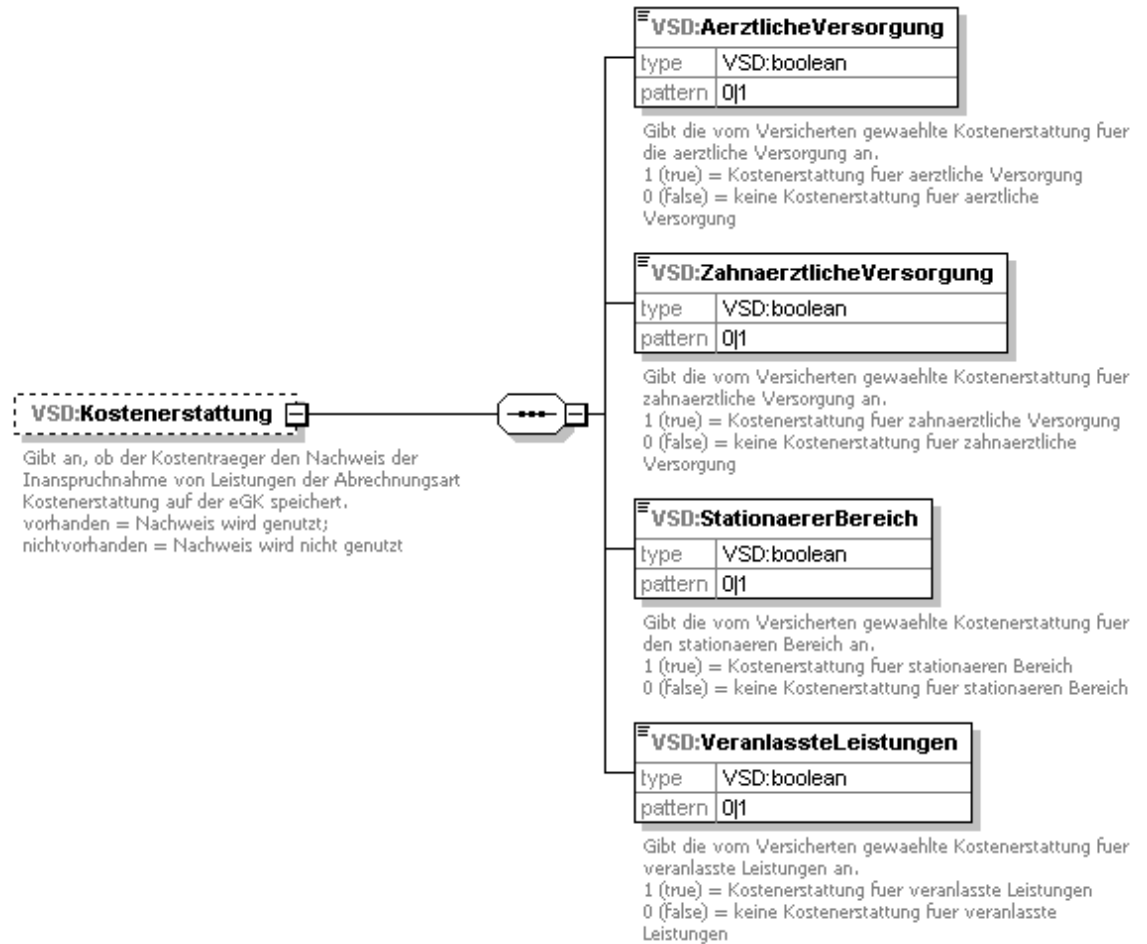 VSD:Kostenerstattung
Gibt an, ob der Kostentraeger den Nachweis der
Inanspruchnahme von Leistungen der Abrechnungsart
Kostenerstattung auf der eGK speichert.
vorhanden = Nachweis wird genutzt;
nichtvorhanden = Nachweis wird nicht genutzt
VSD:AerztlicheVersorgung
type VSD:boolean
pattern 0|1
Gibt die vom Versicherten gewaehlte Kostenerstattung fuer
die aerztliche Versorgung an.
1 (true) = Kostenerstattung fuer aerztliche Versorgung
0 (false) = keine Kostenerstattung fuer aerztliche
Versorgung
VSD:ZahnaerztlicheVersorgung
type VSD:boolean
pattern 0|1
Gibt die vom Versicherten gewaehlte Kostenerstattung fuer
zahnaerztliche Versorgung an.
1 (true) = Kostenerstattung fuer zahnaerztliche Versorgung
0 (false) = keine Kostenerstattung fuer zahnaerztliche
Versorgung
VSD:StationaererBereich
type VSD:boolean
pattern 0|1
Gibt die vom Versicherten gewaehlte Kostenerstattung fuer
den stationaeren Bereich an.
1 (true) = Kostenerstattung fuer stationaeren Bereich
0 (false) = keine Kostenerstattung fuer stationaeren Bereich
VSD:VeranlassteLeistungen
type VSD:boolean
pattern 0|1
Gibt die vom Versicherten gewaehlte Kostenerstattung fuer
veranlasste Leistungen an.
1 (true) = Kostenerstattung fuer veranlasste Leistungen
0 (false) = keine Kostenerstattung fuer veranlasste
Leistungen